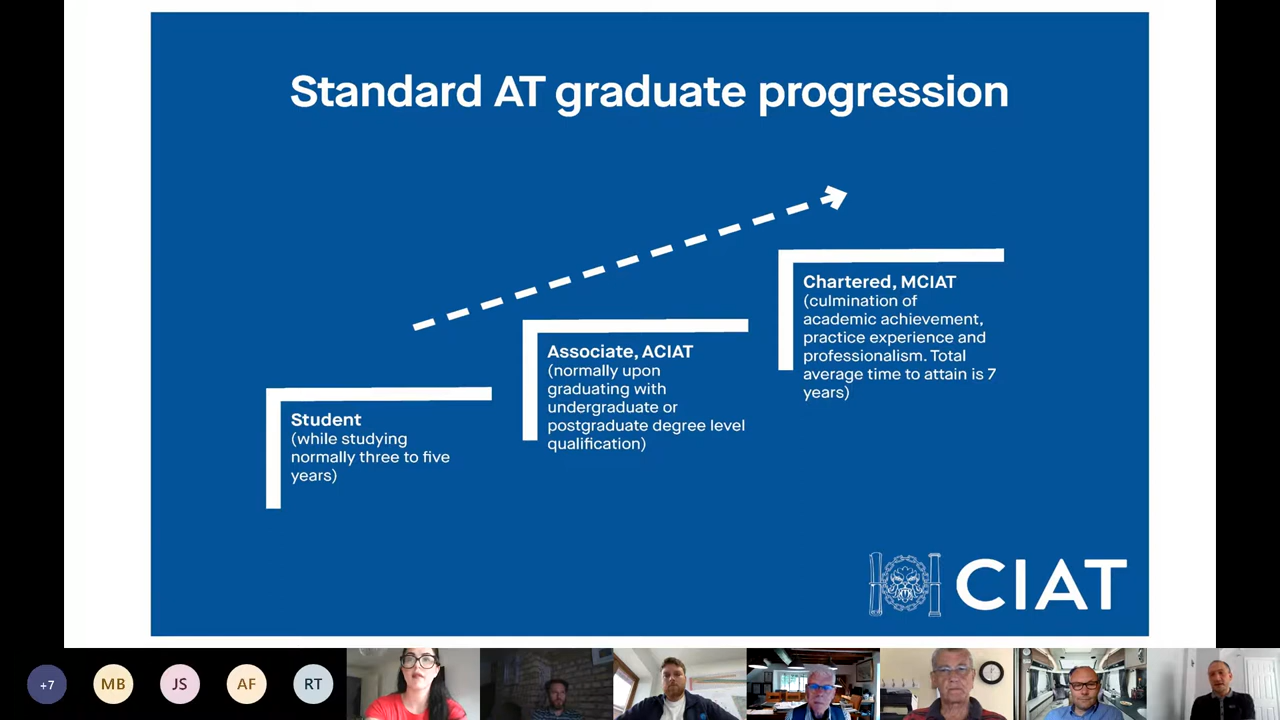 Standard AT graduate progression
Student
(while studying
normally three to five
years)
Associate, ACIAT
(normally upon
graduating with
undergraduate or
postgraduate degree level
qualification)
Chartered, MCIAT
(culmination of
academic achievement,
practice experience and
professionalism. Total
average time to attain is 7
years)
CIAT
+7
MB
JS
AF
RT